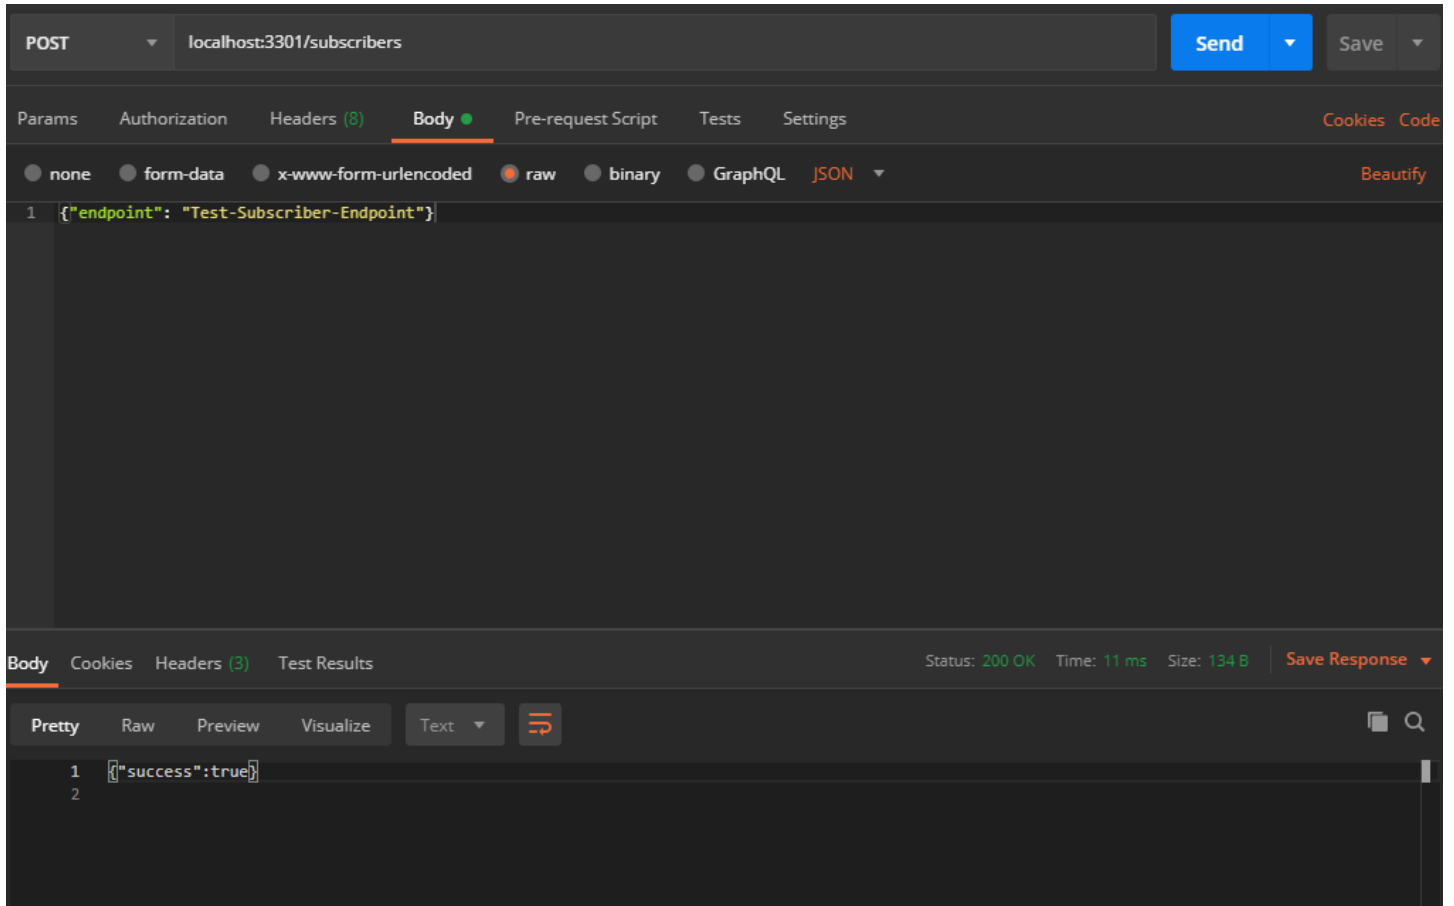 POST localhost:3301/subscribers Send Save
Params Authorization Headers (8) Body Pre-request Script Tests Settings Cookies Code
none form-data x-www-form-urlencoded raw binary GraphQL JSON Beautify
1 {"endpoint": "Test-Subscriber-Endpoint"}
Body Cookies Headers (3) Test Results Status: 200 OK Time: 11 ms Size: 134 B Save Response
Pretty Raw Preview Visualize Text
1 {"success":true}
2